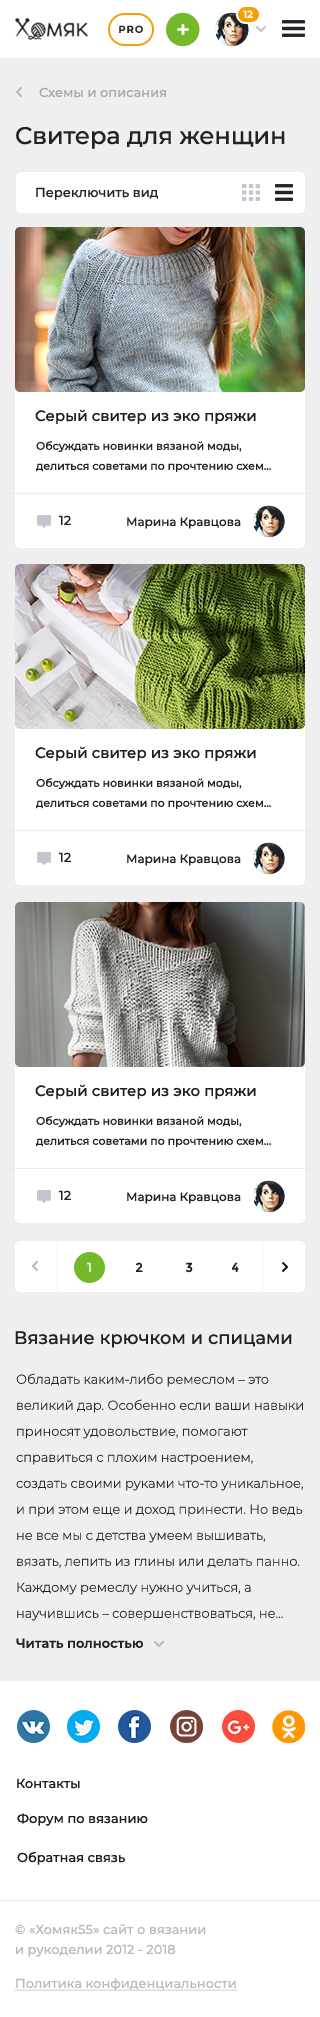 Хомяк
PRO
12
Схемы и описания
Свитера для женщин
Переключить вид
Серый свитер из эко пряжи
Обсуждать новинки вязаной моды,
делиться советами по прочтению схем...
12 Марина Кравцова
Серый свитер из эко пряжи
Обсуждать новинки вязаной моды,
делиться советами по прочтению схем...
12 Марина Кравцова
Серый свитер из эко пряжи
Обсуждать новинки вязаной моды,
делиться советами по прочтению схем...
12 Марина Кравцова
1 2 3 4
Вязание крючком и спицами
Обладать каким-либо ремеслом – это
великий дар. Особенно если ваши навыки
приносят удовольствие, помогают
справиться с плохим настроением,
создать своими руками что-то уникальное,
и при этом еще и доход принести. Но ведь
не все мы с детства умеем вышивать,
вязать, лепить из глины или делать панно.
Каждому ремеслу нужно учиться, а
научившись – совершенствоваться, не...
Читать полностью
Контакты
Форум по вязанию
Обратная связь
© «Хомяк55» сайт о вязании
и рукоделии 2012 - 2018
Политика конфиденциальности